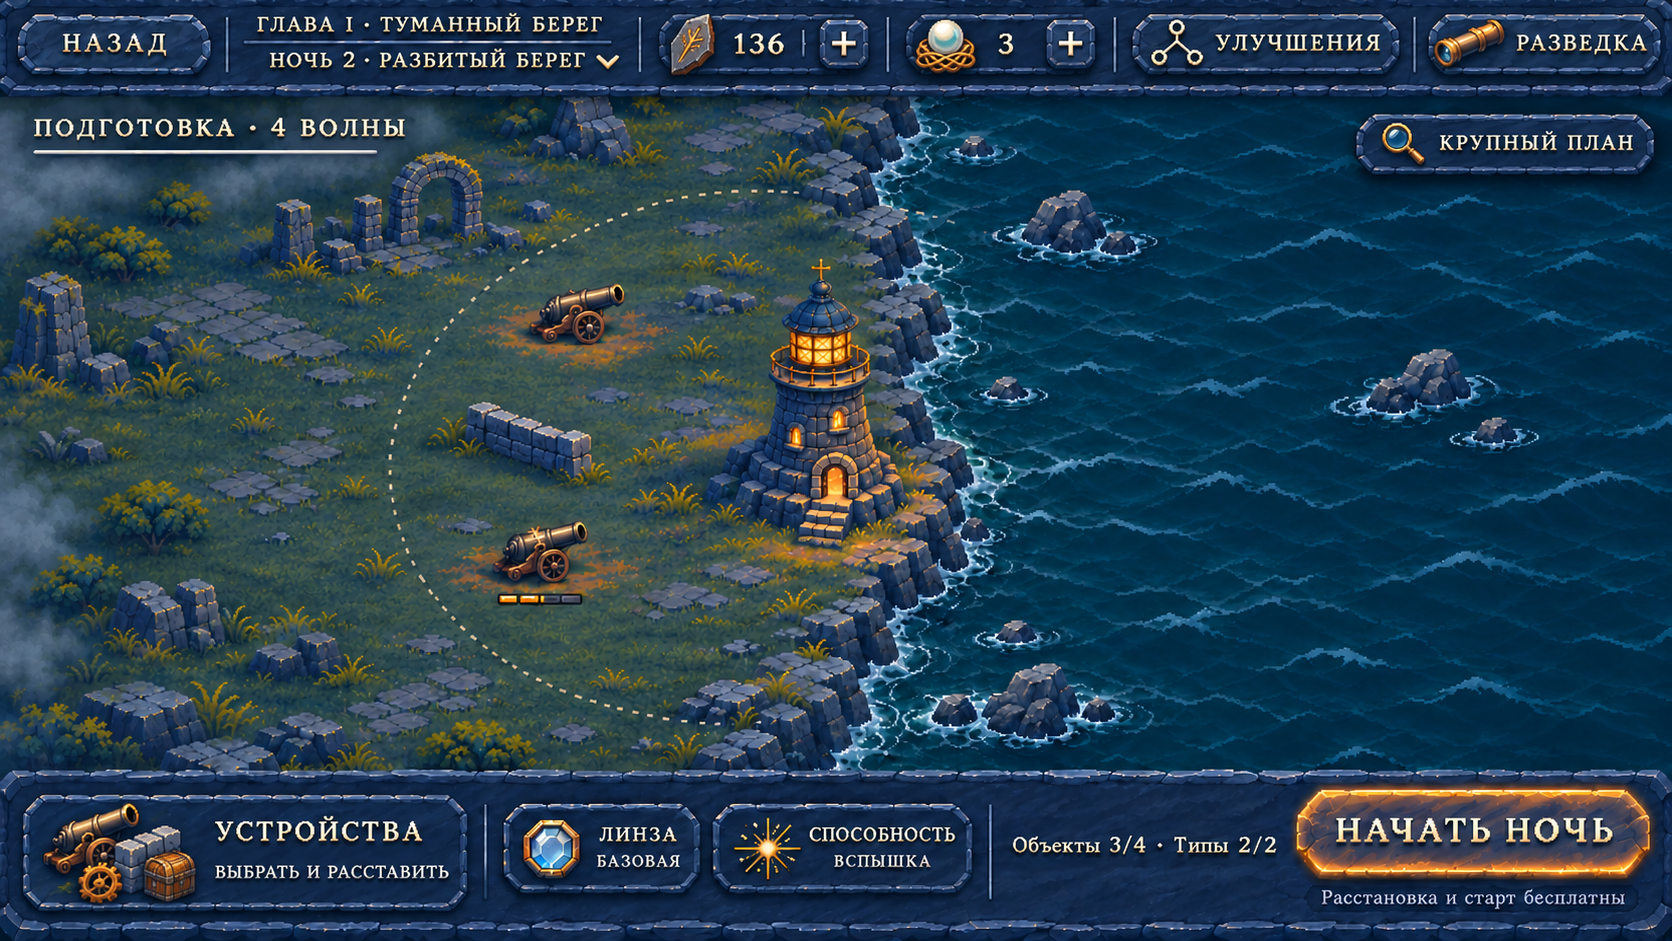 НАЗАД
ГЛАВА I · ТУМАННЫЙ БЕРЕГ
НОЧЬ 2 · РАЗБИТЫЙ БЕРЕГ
136
+
3
+
УЛУЧШЕНИЯ
РАЗВЕДКА
ПОДГОТОВКА · 4 ВОЛНЫ
КРУПНЫЙ ПЛАН
УСТРОЙСТВА
ВЫБРАТЬ И РАССТАВИТЬ
ЛИНЗА
БАЗОВАЯ
СПОСОБНОСТЬ
ВСПЫШКА
Объекты 3/4 · Типы 2/2
НАЧАТЬ НОЧЬ
Расстановка и старт бесплатны